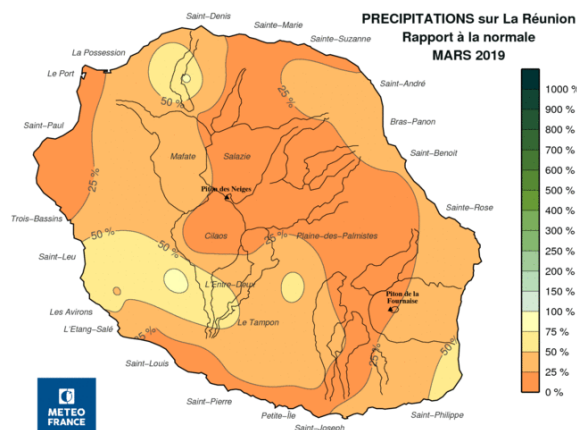 PRECIPITATIONS sur La Réunion
Rapport à la normale
MARS 2019
Saint-Denis
Sainte-Marie
Sainte-Suzanne
La Possession
Le Port
Saint-André
Saint-Paul
Bras-Panon
Saint-Benoit
Mafate
Salazie
Piton des Neiges
Sainte-Rose
Trois-Bassins
Cilaos
Plaine-des-Palmistes
Saint-Leu
L'Entre-Deux
Piton de la
Fournaise
Les Avirons
Le Tampon
L'Etang-Salé
Saint-Louis
Saint-Pierre
Petite-Île
Saint-Joseph
Saint-Philippe
50 %
25 %
25 %
50 %
50 %
25 %
25 %
25 %
50 %
1000 %
900 %
800 %
700 %
600 %
500 %
400 %
300 %
200 %
150 %
100 %
75 %
50 %
25 %
0 %
METEO
FRANCE